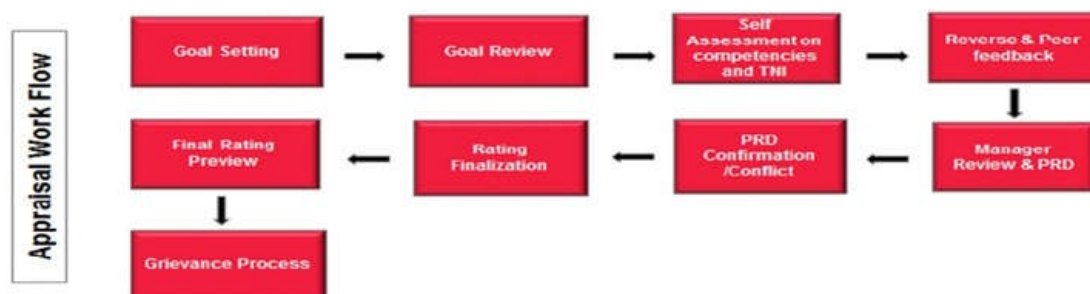 Appraisal Work Flow
Goal Setting
Goal Review
Self
Assessment on
competencies
and TNI
Reverse & Peer
feedback
Final Rating
Preview
Rating
Finalization
PRD
Confirmation
/Conflict
Manager
Review & PRD
Grievance Process